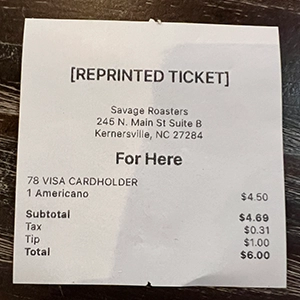 [REPRINTED TICKET]
Savage Roasters
245 N. Main St Suite B
Kernersville, NC 27284
For Here
78 VISA CARDHOLDER
1 Americano $4.50
Subtotal $4.69
Tax $0.31
Tip $1.00
Total $6.00